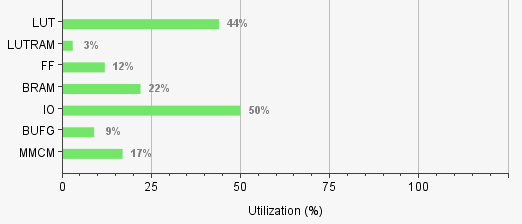 LUT 44%
LUTRAM 3%
FF 12%
BRAM 22%
IO 50%
BUFG 9%
MMCM 17%
0 25 50 75 100
Utilization (%)